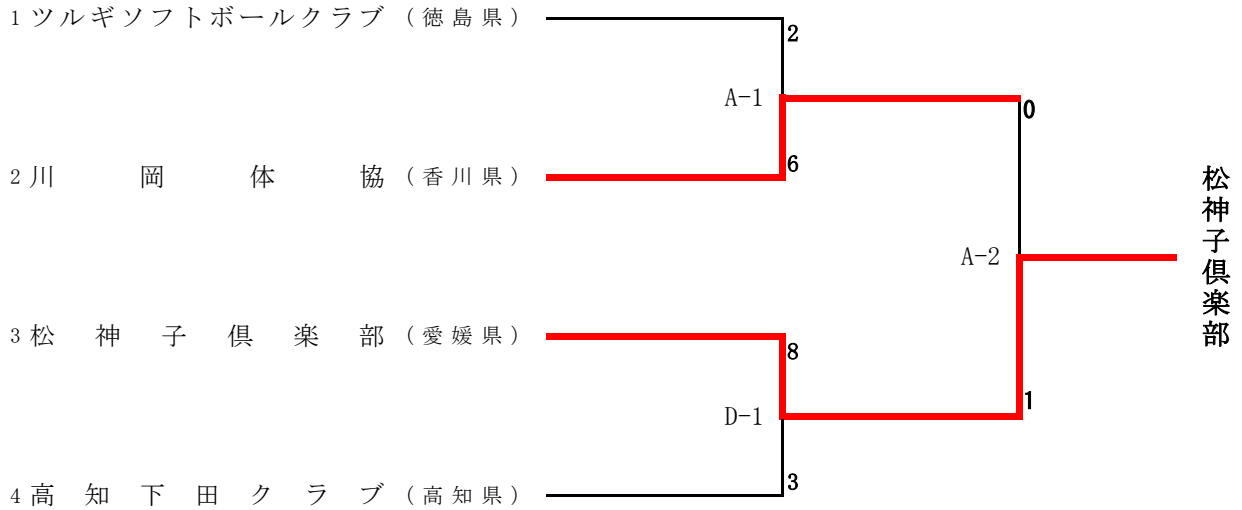 1 ツルギソフトボールクラブ (徳島県)
2
A-1
0
6
2 川岡体協 (香川県)
松神子倶楽部
A-2
3 松神子倶楽部 (愛媛県)
8
1
D-1
3
4 高知下田クラブ (高知県)